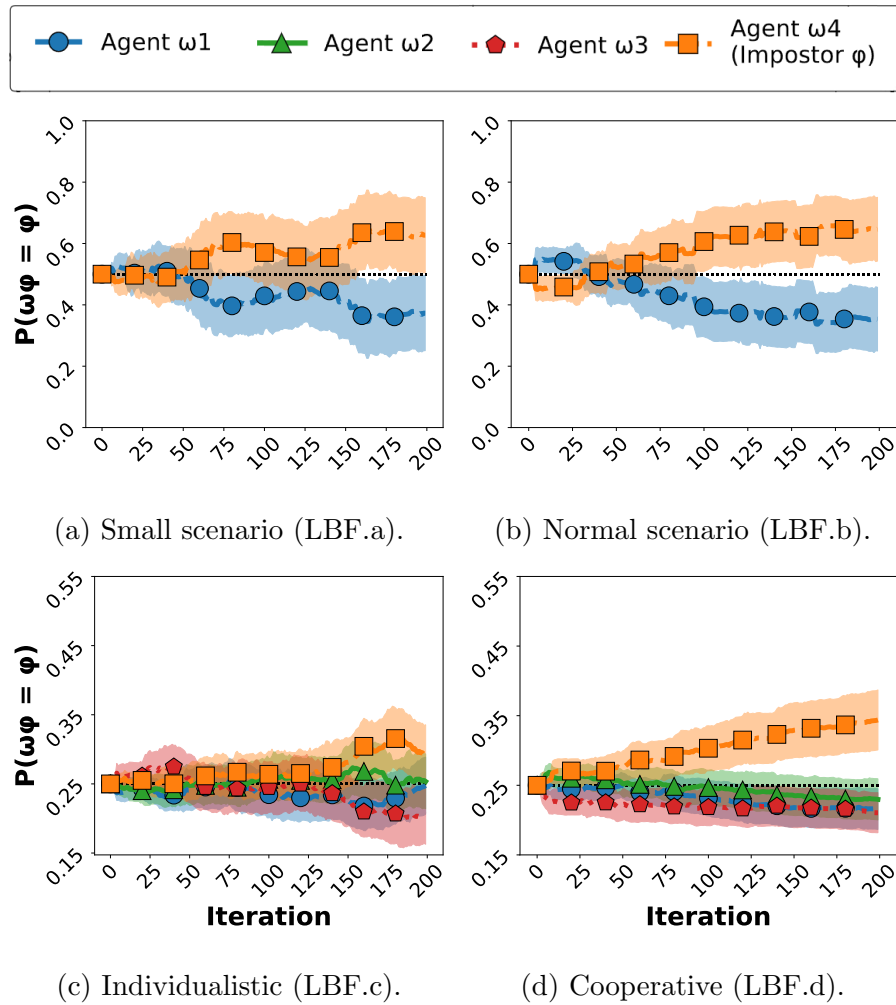 Agent ω1
Agent ω2
Agent ω3
Agent ω4
(Impostor φ)
P(ωφ = φ)
1.0
0.8
0.6
0.4
0.2
0.0
0 25 50 75 100 125 150 175 200
1.0
0.8
0.6
0.4
0.2
0.0
0 25 50 75 100 125 150 175 200
(a) Small scenario (LBF.a).
(b) Normal scenario (LBF.b).
P(ωφ = φ)
0.55
0.45
0.35
0.25
0.15
0 25 50 75 100 125 150 175 200
Iteration
0.55
0.45
0.35
0.25
0.15
0 25 50 75 100 125 150 175 200
Iteration
(c) Individualistic (LBF.c).
(d) Cooperative (LBF.d).